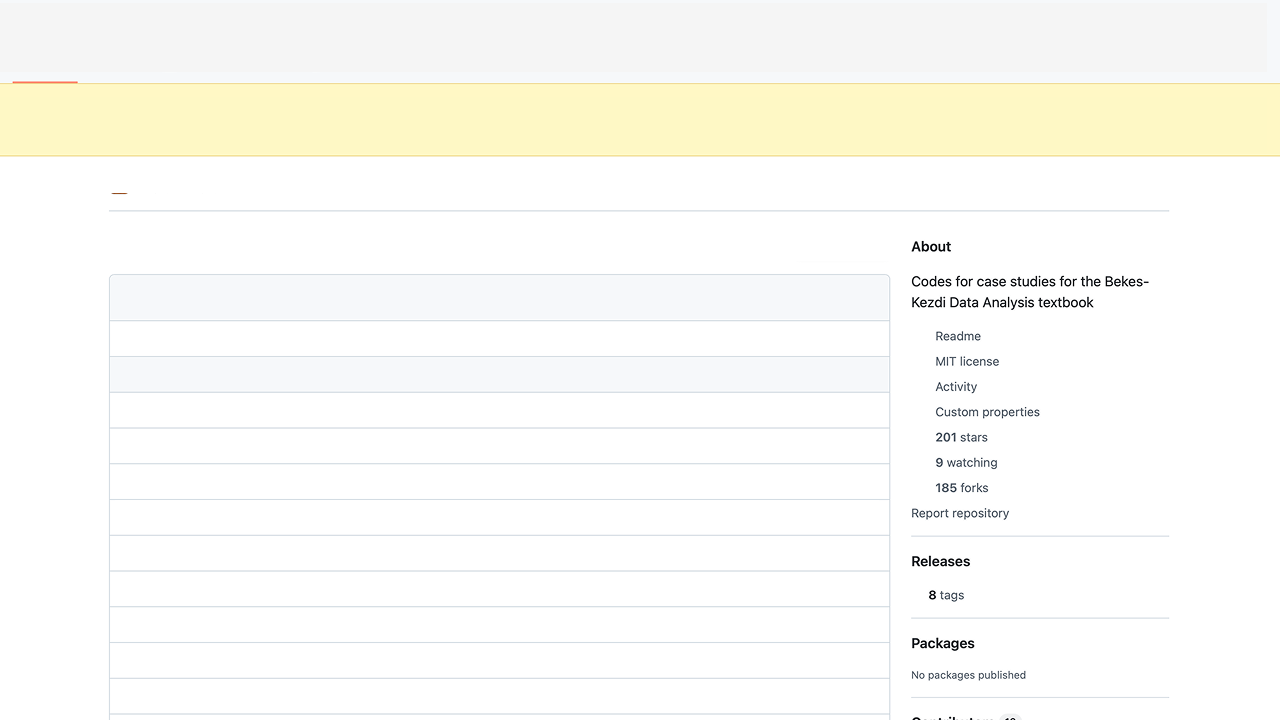 About
Codes for case studies for the Bekes-
Kezdi Data Analysis textbook
Readme
MIT license
Activity
Custom properties
201 stars
9 watching
185 forks
Report repository
Releases
8 tags
Packages
No packages published